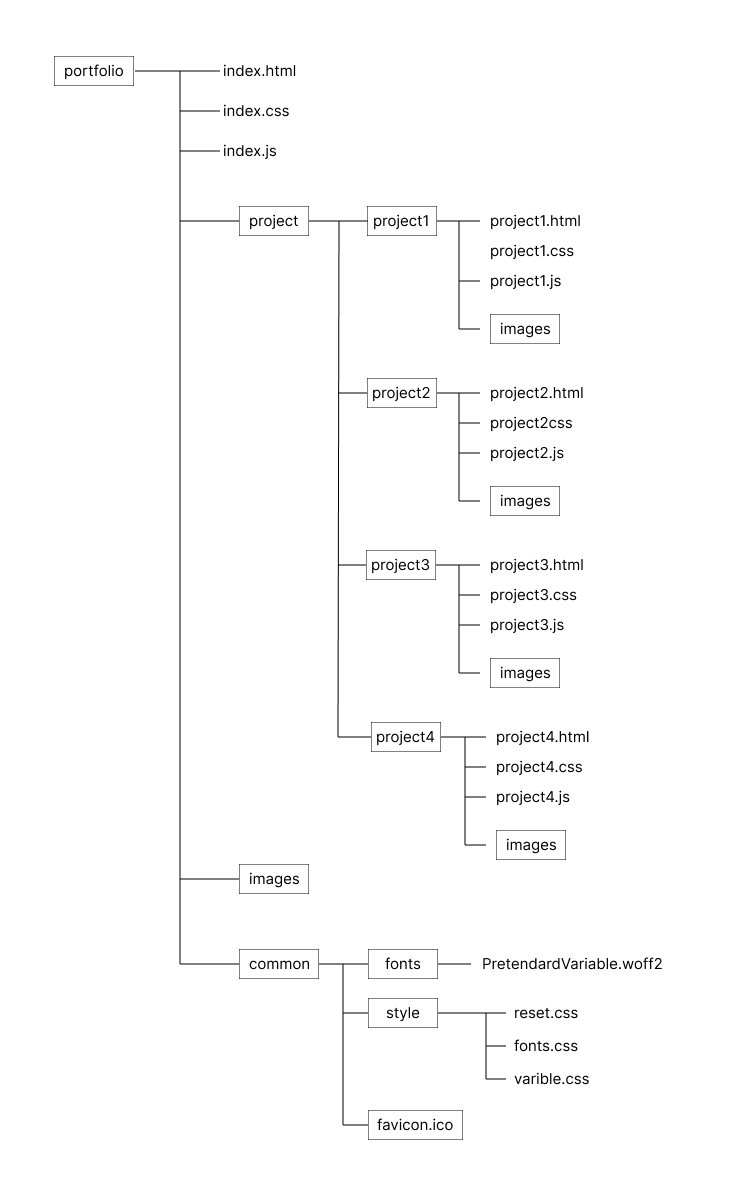 portfolio
index.html
index.css
index.js
project
project1
project1.html
project1.css
project1.js
images
project2
project2.html
project2css
project2.js
images
project3
project3.html
project3.css
project3.js
images
project4
project4.html
project4.css
project4.js
images
images
common
fonts
PretendardVariable.woff2
style
reset.css
fonts.css
varible.css
favicon.ico